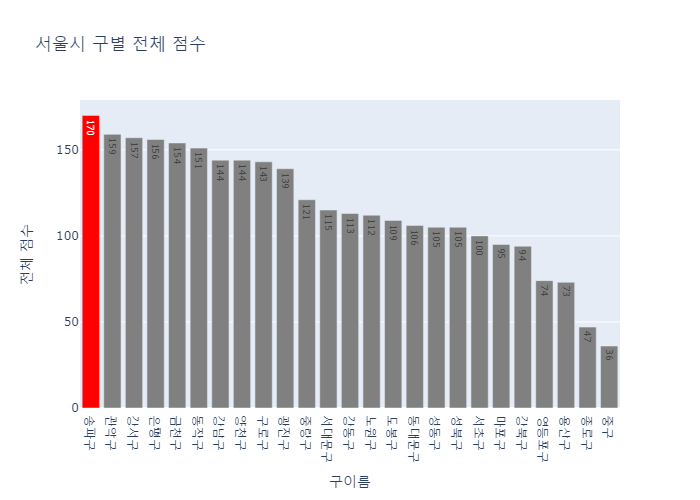 서울시 구별 전체 점수
전체 점수
150
100
50
0
170
159
157
156
154
151
144
144
143
139
121
115
113
112
109
106
105
105
100
95
94
74
73
47
36
송파구
관악구
강서구
은평구
금천구
동작구
강남구
양천구
구로구
광진구
중랑구
서대문구
강동구
노원구
도봉구
동대문구
성동구
성북구
서초구
마포구
강북구
영등포구
용산구
종로구
중구
구이름